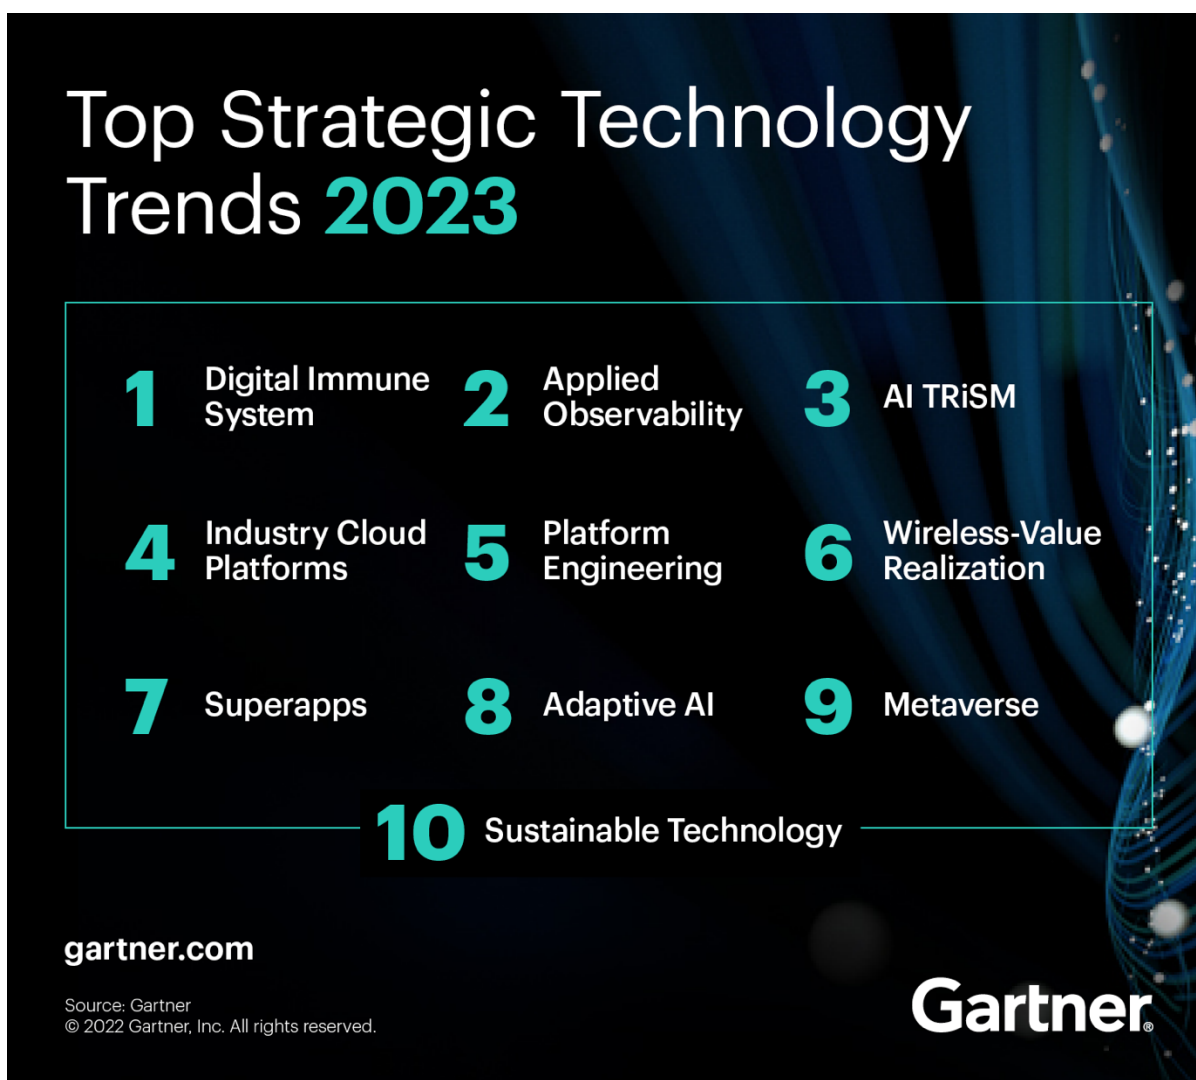 Top Strategic Technology
Trends 2023
1 Digital Immune
System
2 Applied
Observability
3 AI TRiSM
4 Industry Cloud
Platforms
5 Platform
Engineering
6 Wireless-Value
Realization
7 Superapps
8 Adaptive AI
9 Metaverse
10 Sustainable Technology
gartner.com
Source: Gartner
© 2022 Gartner, Inc. All rights reserved.
Gartner®